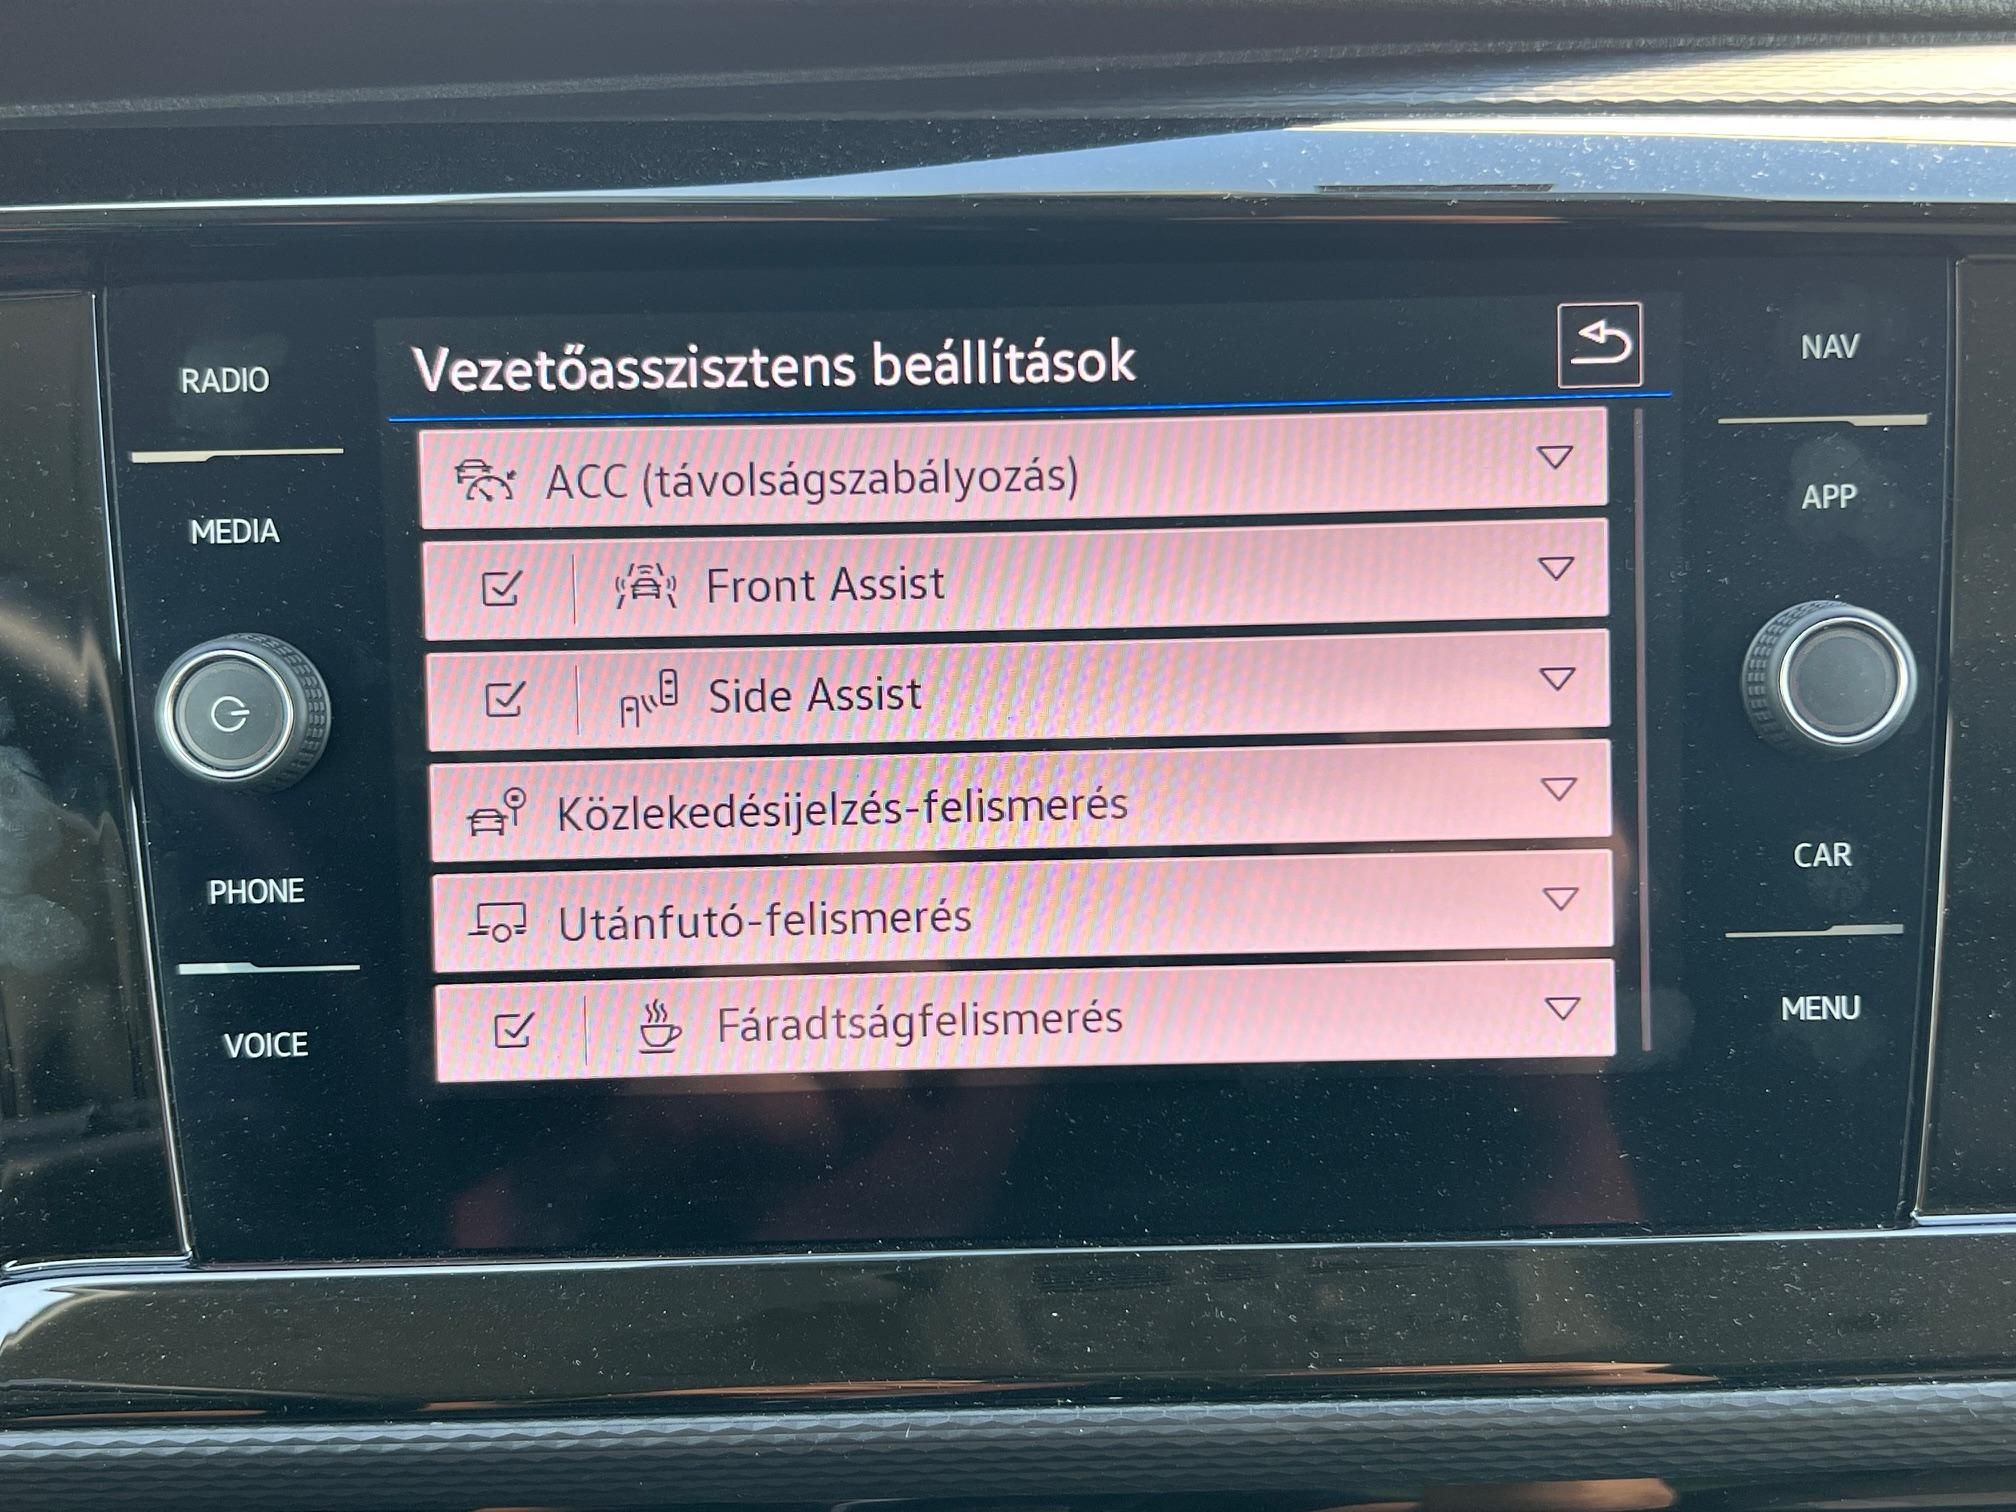 RADIO
MEDIA
PHONE
VOICE
Vezetőasszisztens beállítások
ACC (távolságszabályozás)
Front Assist
Side Assist
Közlekedésijelzés-felismerés
Utánfutó-felismerés
Fáradtságfelismerés
NAV
APP
CAR
MENU